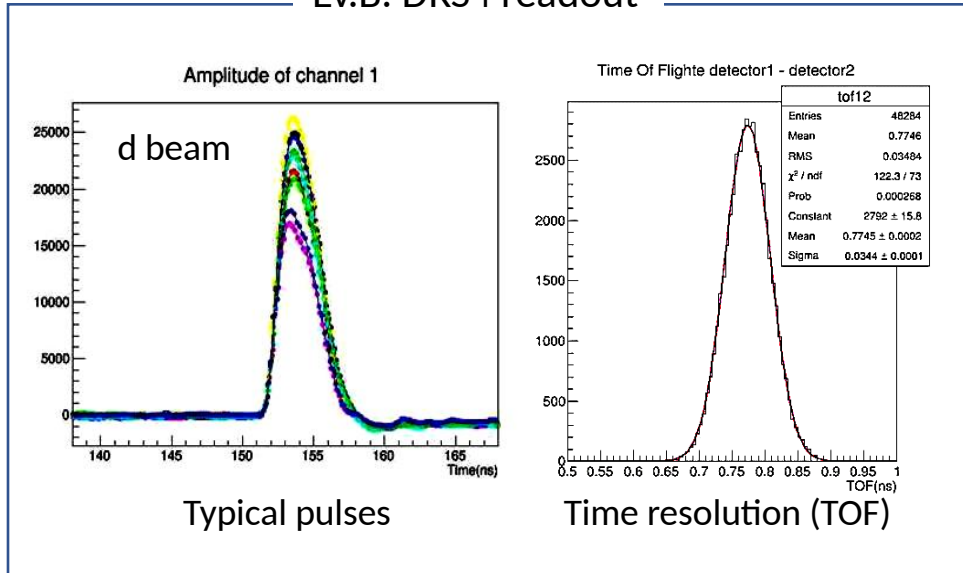 Amplitude of channel 1
25000
20000
15000
10000
5000
0
d beam
140 145 150 155 160 165
Time(ns)
Typical pulses
Time Of Flighte detector1 - detector2
tof12
Entries 48284
Mean 0.7746
RMS 0.03484
χ² / ndf 122.3 / 73
Prob 0.000268
Constant 2792 ± 15.8
Mean 0.7745 ± 0.0002
Sigma 0.0344 ± 0.0001
2500
2000
1500
1000
500
0
0.5 0.55 0.6 0.65 0.7 0.75 0.8 0.85 0.9 0.95 1
TOF(ns)
Time resolution (TOF)